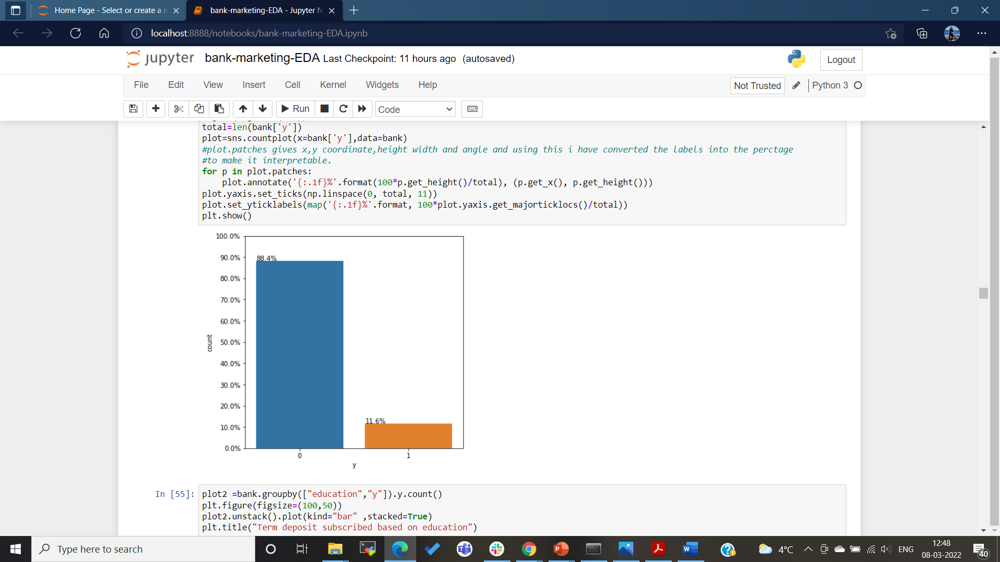 Home Page - Select or create a n
bank-marketing-EDA - Jupyter N
localhost:8888/notebooks/bank-marketing-EDA.ipynb
jupyter bank-marketing-EDA Last Checkpoint: 11 hours ago (autosaved)
Logout
File Edit View Insert Cell Kernel Widgets Help
Not Trusted
Python 3
Run
Code
total=len(bank['y'])
plot=sns.countplot(x=bank['y'],data=bank)
#plot.patches gives x,y coordinate,height width and angle and using this i have converted the labels into the perctage
#to make it interpretable.
for p in plot.patches:
    plot.annotate('{:.1f}%'.format(100*p.get_height()/total), (p.get_x(), p.get_height()))
plot.yaxis.set_ticks(np.linspace(0, total, 11))
plot.set_yticklabels(map('{:.1f}%'.format, 100*plot.yaxis.get_majorticklocs()/total))
plt.show()
100.0%
90.0%
80.0%
70.0%
60.0%
50.0%
40.0%
30.0%
20.0%
10.0%
0.0%
count
88.4%
11.6%
0
1
y
In [55]:
plot2 =bank.groupby(["education","y"]).y.count()
plt.figure(figsize=(100,50))
plot2.unstack().plot(kind="bar" ,stacked=True)
plt.title("Term deposit subscribed based on education")
Type here to search
4°C
ENG
12:48
08-03-2022
40